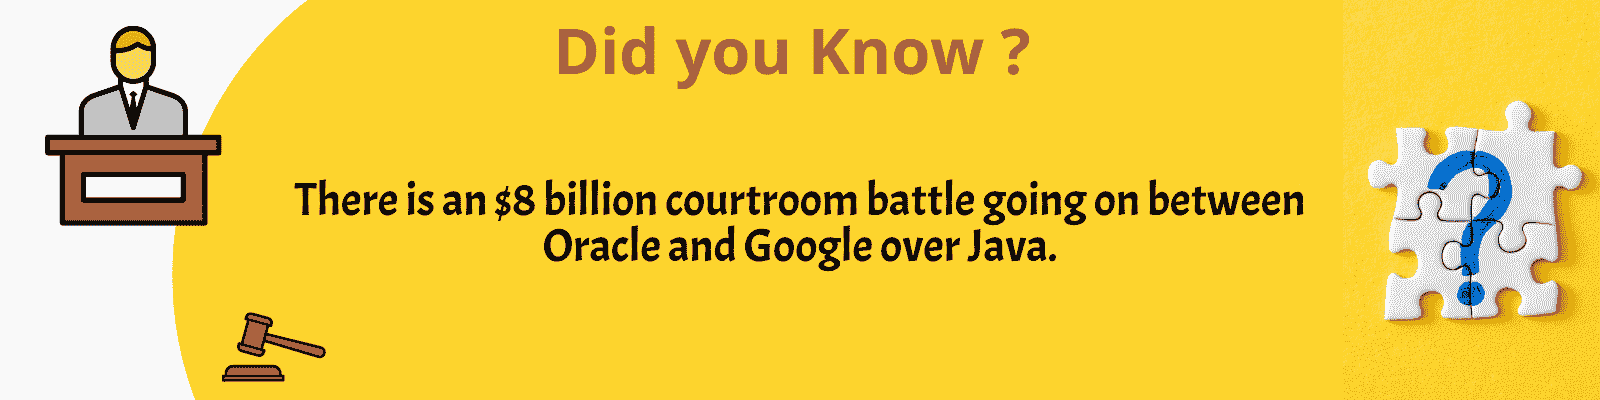 Did you Know ?
There is an $8 billion courtroom battle going on between
Oracle and Google over Java.